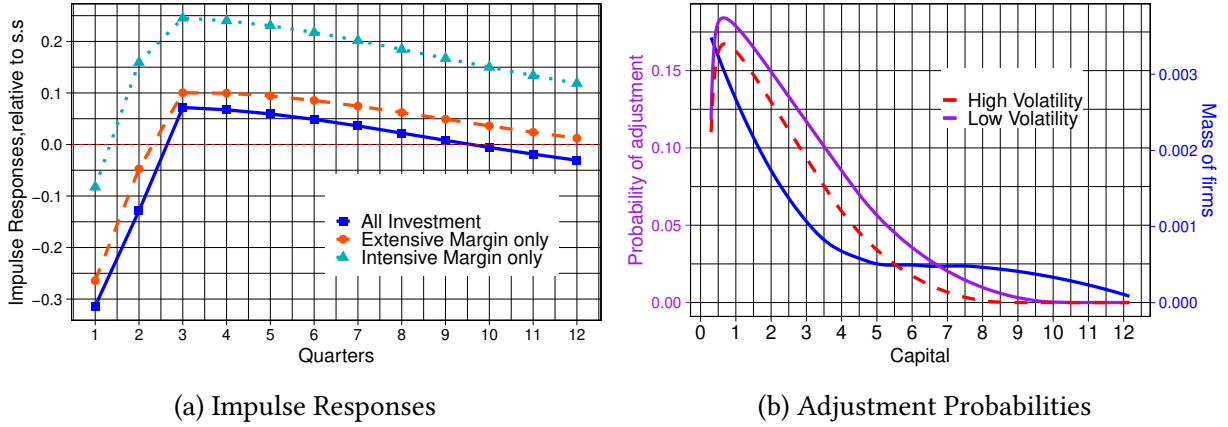 Impulse Responses,relative to s.s
0.2
0.1
0.0
−0.1
−0.2
−0.3
All Investment
Extensive Margin only
Intensive Margin only
1 2 3 4 5 6 7 8 9 10 11 12
Quarters
(a) Impulse Responses
Probability of adjustment
0.15
0.10
0.05
0.00
High Volatility
Low Volatility
0.003
0.002
0.001
0.000
Mass of firms
0 1 2 3 4 5 6 7 8 9 10 11 12
Capital
(b) Adjustment Probabilities